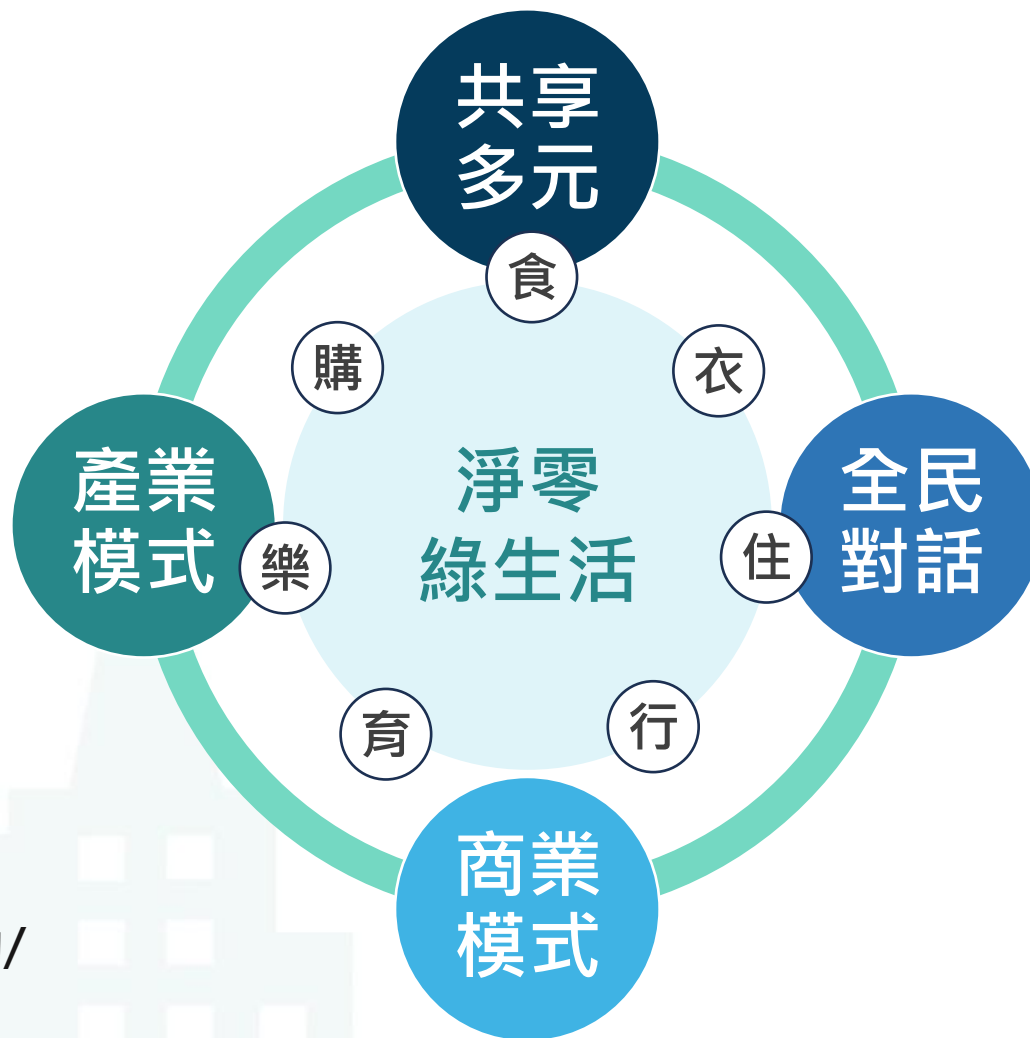 共享
多元
食
購
衣
產業
模式
樂
淨零
綠生活
住
全民
對話
育
行
商業
模式
/